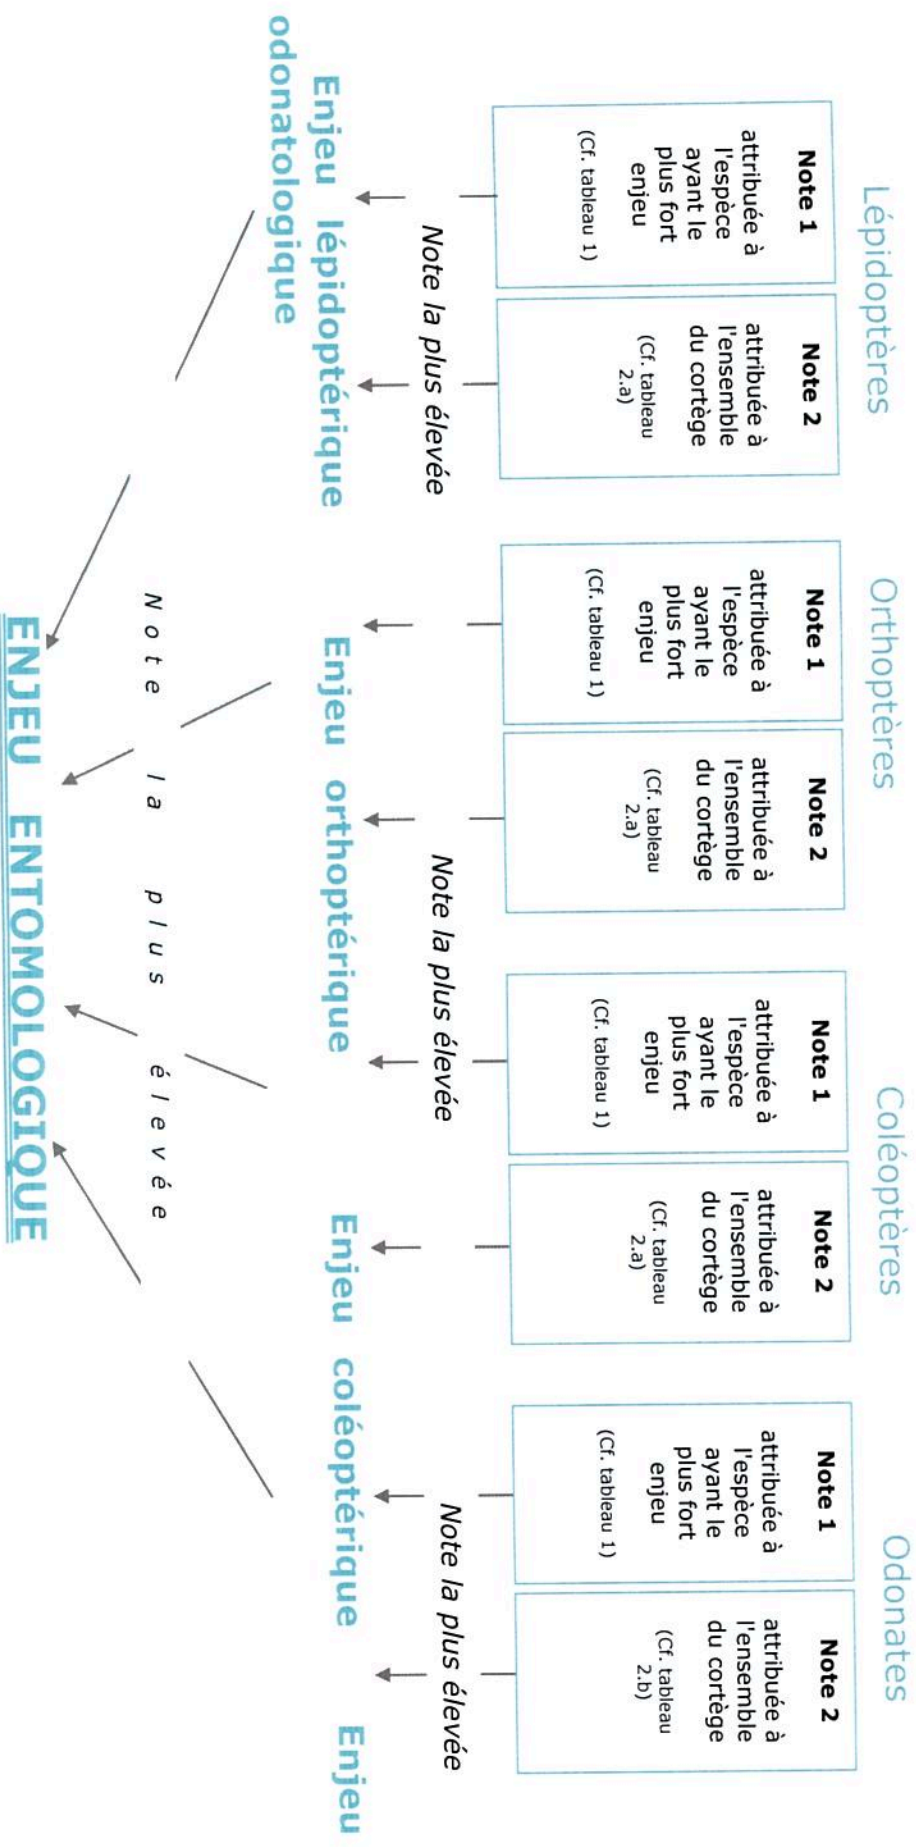 Lépidoptères
Orthoptères
Coléoptères
Odonates
Note 1
attribuée à
l'espèce
ayant le
plus fort
enjeu
(Cf. tableau 1)
Note 2
attribuée à
l'ensemble
du cortège
(Cf. tableau
2.a)
Note 1
attribuée à
l'espèce
ayant le
plus fort
enjeu
(Cf. tableau 1)
Note 2
attribuée à
l'ensemble
du cortège
(Cf. tableau
2.a)
Note 1
attribuée à
l'espèce
ayant le
plus fort
enjeu
(Cf. tableau 1)
Note 2
attribuée à
l'ensemble
du cortège
(Cf. tableau
2.a)
Note 1
attribuée à
l'espèce
ayant le
plus fort
enjeu
(Cf. tableau 1)
Note 2
attribuée à
l'ensemble
du cortège
(Cf. tableau
2.b)
Note la plus élevée
Note la plus élevée
Note la plus élevée
Enjeu lépidoptérique Enjeu orthoptérique Enjeu coléoptérique Enjeu
odonatologique
Note la plus élevée
ENJEU ENTOMOLOGIQUE